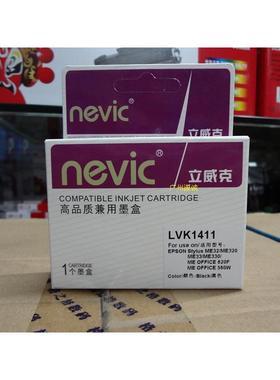 nevic®
立威克
nevic®
立威克
COMPATIBLE INKJET CARTRIDGE
高品质兼用墨盒
LVK1411
For use on/适用型号:
EPSON Stylus ME32/ME320
ME33/ME330/
ME OFFICE 620F
ME OFFICE 560W
Color/颜色:Black/黑色
1 CARTRIDGE
个墨盒